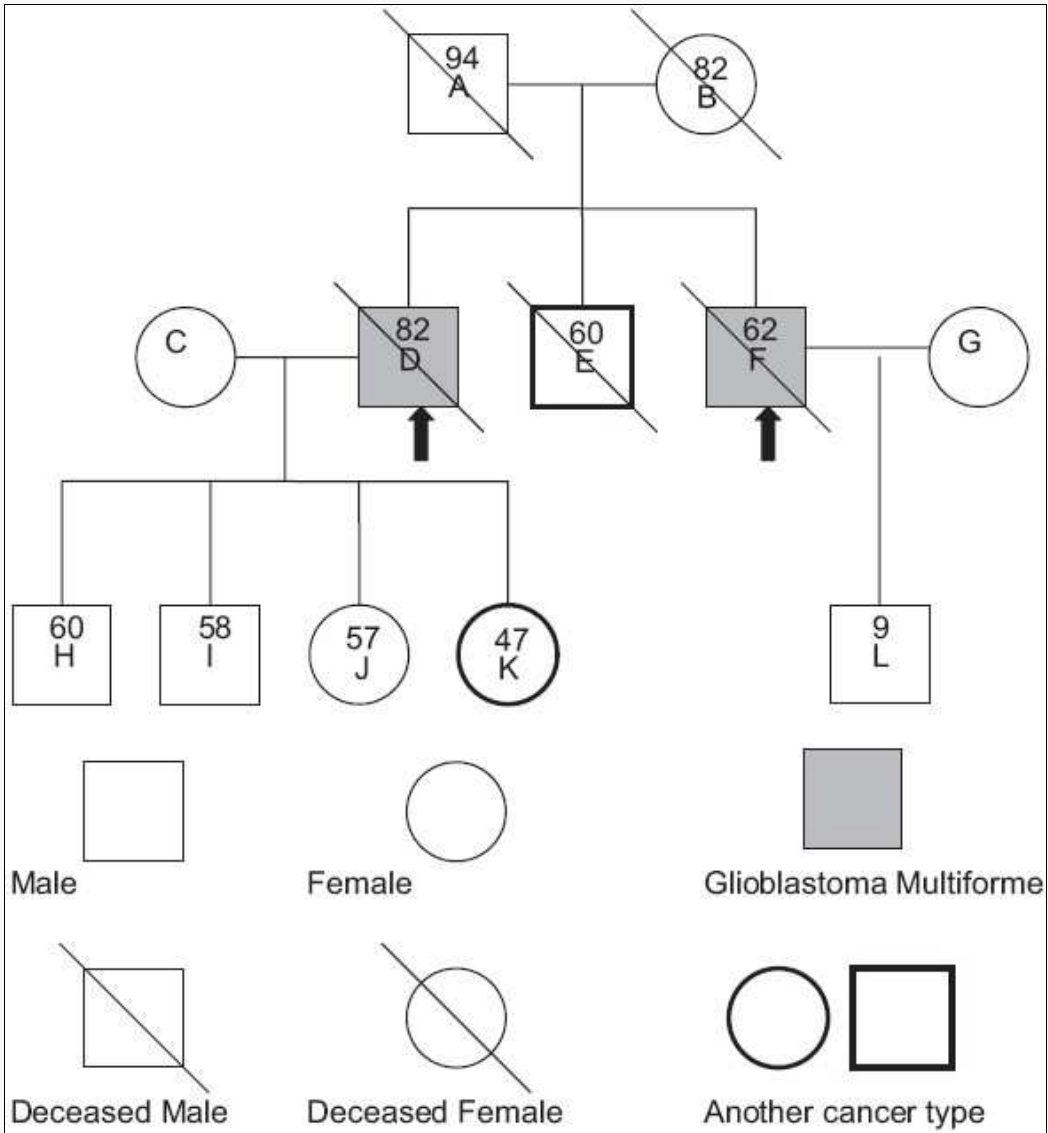 94
A
82
B
C
82
D
60
E
62
F
G
60
H
58
I
57
J
47
K
9
L
Male
Female
Glioblastoma Multiforme
Deceased Male
Deceased Female
Another cancer type